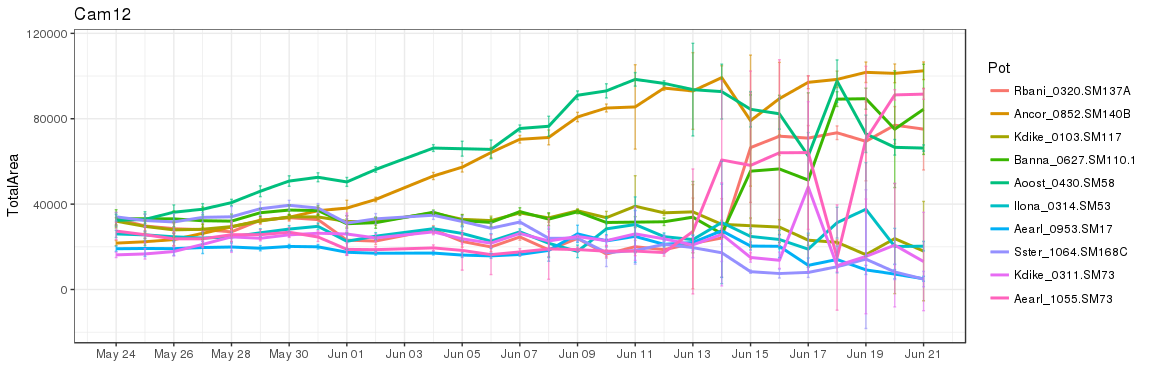 Cam12
TotalArea
120000
80000
40000
0
May 24 May 26 May 28 May 30 Jun 01 Jun 03 Jun 05 Jun 07 Jun 09 Jun 11 Jun 13 Jun 15 Jun 17 Jun 19 Jun 21
Pot
Rbani_0320.SM137A
Ancor_0852.SM140B
Kdike_0103.SM117
Banna_0627.SM110.1
Aoost_0430.SM58
Ilona_0314.SM53
Aearl_0953.SM17
Sster_1064.SM168C
Kdike_0311.SM73
Aearl_1055.SM73